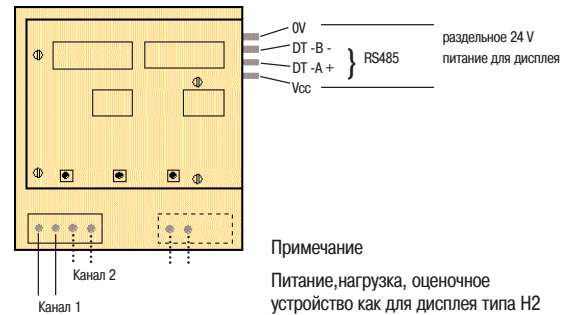 0V
DT -B -
DT -A +
RS485
Vcc
раздельное 24 V
питание для дисплея
Канал 2
Канал 1
Примечание
Питание,нагрузка, оценочное
устройство как для дисплея типа H2